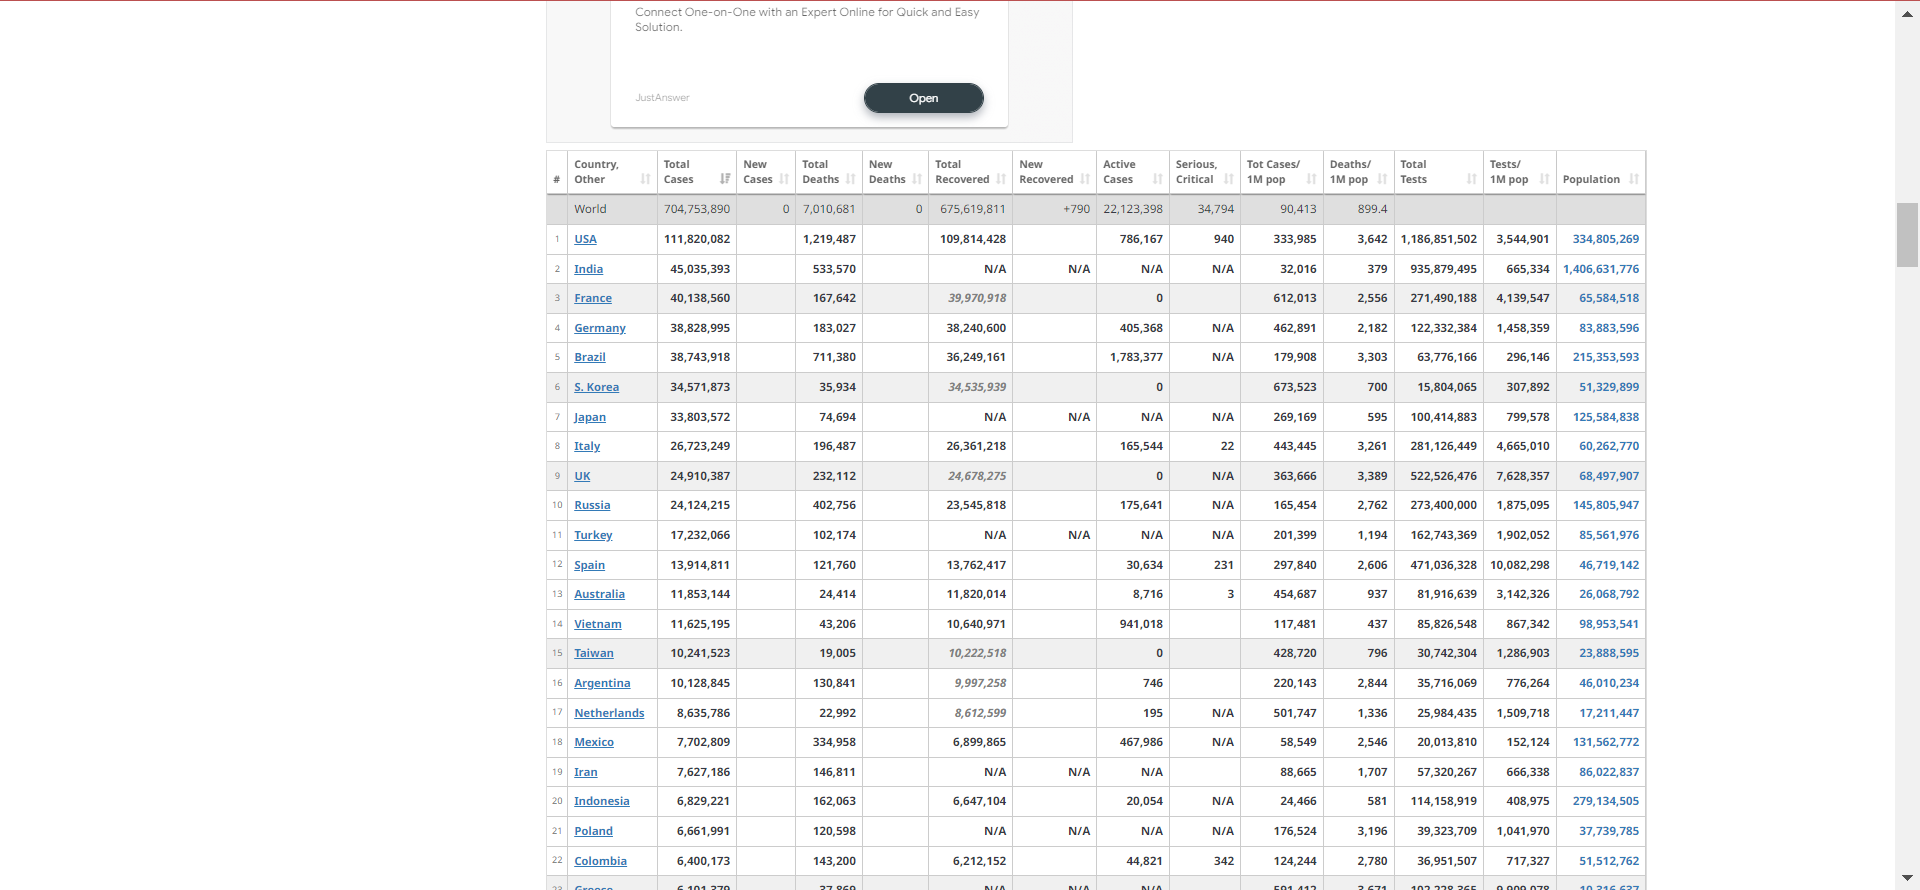 Connect One-on-One with an Expert Online for Quick and Easy
Solution.
JustAnswer Open
# Country, Other Total Cases New Cases Total Deaths New Deaths Total Recovered New Recovered Active Cases Serious, Critical Tot Cases/ 1M pop Deaths/ 1M pop Total Tests Tests/ 1M pop Population
World 704,753,890 0 7,010,681 0 675,619,811 +790 22,123,398 34,794 90,413 899.4
1 USA 111,820,082 1,219,487 109,814,428 786,167 940 333,985 3,642 1,186,851,502 3,544,901 334,805,269
2 India 45,035,393 533,570 N/A N/A N/A N/A 32,016 379 935,879,495 665,334 1,406,631,776
3 France 40,138,560 167,642 39,970,918 0 612,013 2,556 271,490,188 4,139,547 65,584,518
4 Germany 38,828,995 183,027 38,240,600 405,368 N/A 462,891 2,182 122,332,384 1,458,359 83,883,596
5 Brazil 38,743,918 711,380 36,249,161 1,783,377 N/A 179,908 3,303 63,776,166 296,146 215,353,593
6 S. Korea 34,571,873 35,934 34,535,939 0 673,523 700 15,804,065 307,892 51,329,899
7 Japan 33,803,572 74,694 N/A N/A N/A N/A 269,169 595 100,414,883 799,578 125,584,838
8 Italy 26,723,249 196,487 26,361,218 165,544 22 443,445 3,261 281,126,449 4,665,010 60,262,770
9 UK 24,910,387 232,112 24,678,275 0 N/A 363,666 3,389 522,526,476 7,628,357 68,497,907
10 Russia 24,124,215 402,756 23,545,818 175,641 N/A 165,454 2,762 273,400,000 1,875,095 145,805,947
11 Turkey 17,232,066 102,174 N/A N/A N/A N/A 201,399 1,194 162,743,369 1,902,052 85,561,976
12 Spain 13,914,811 121,760 13,762,417 30,634 231 297,840 2,606 471,036,328 10,082,298 46,719,142
13 Australia 11,853,144 24,414 11,820,014 8,716 3 454,687 937 81,916,639 3,142,326 26,068,792
14 Vietnam 11,625,195 43,206 10,640,971 941,018 117,481 437 85,826,548 867,342 98,953,541
15 Taiwan 10,241,523 19,005 10,222,518 0 428,720 796 30,742,304 1,286,903 23,888,595
16 Argentina 10,128,845 130,841 9,997,258 746 220,143 2,844 35,716,069 776,264 46,010,234
17 Netherlands 8,635,786 22,992 8,612,599 195 N/A 501,747 1,336 25,984,435 1,509,718 17,211,447
18 Mexico 7,702,809 334,958 6,899,865 467,986 N/A 58,549 2,546 20,013,810 152,124 131,562,772
19 Iran 7,627,186 146,811 N/A N/A N/A 88,665 1,707 57,320,267 666,338 86,022,837
20 Indonesia 6,829,221 162,063 6,647,104 20,054 N/A 24,466 581 114,158,919 408,975 279,134,505
21 Poland 6,661,991 120,598 N/A N/A N/A N/A 176,524 3,196 39,323,709 1,041,970 37,739,785
22 Colombia 6,400,173 143,200 6,212,152 44,821 342 124,244 2,780 36,951,507 717,327 51,512,762